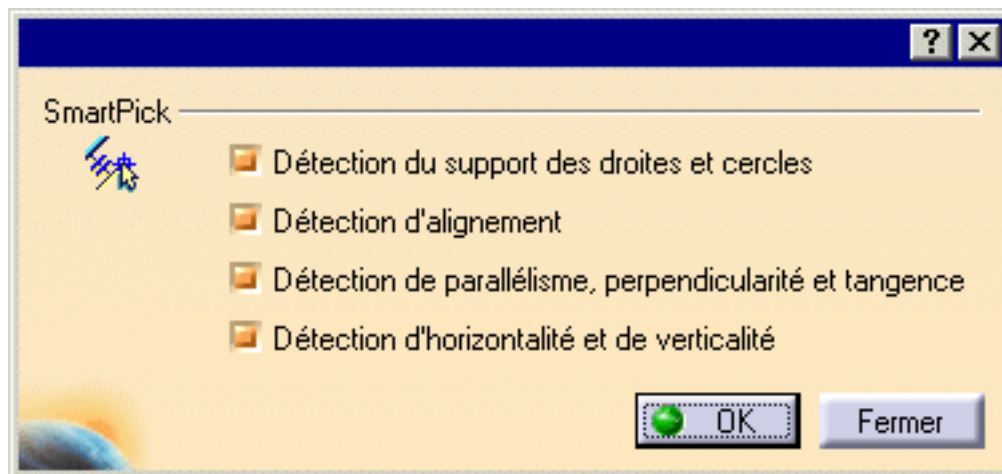 ?
SmartPick
Détection du support des droites et cercles
Détection d'alignement
Détection de parallélisme, perpendicularité et tangence
Détection d'horizontalité et de verticalité
OK
Fermer